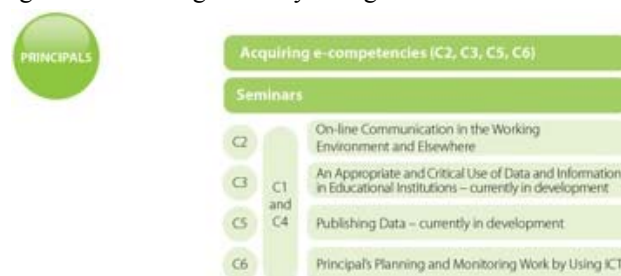 PRINCIPALS
Acquiring e-competencies (C2, C3, C5, C6)
Seminars
C2
On-line Communication in the Working
Environment and Elsewhere
C3
An Appropriate and Critical Use of Data and Information
in Educational Institutions – currently in development
C1
and
C4
C5
Publishing Data – currently in development
C6
Principal's Planning and Monitoring Work by Using ICT